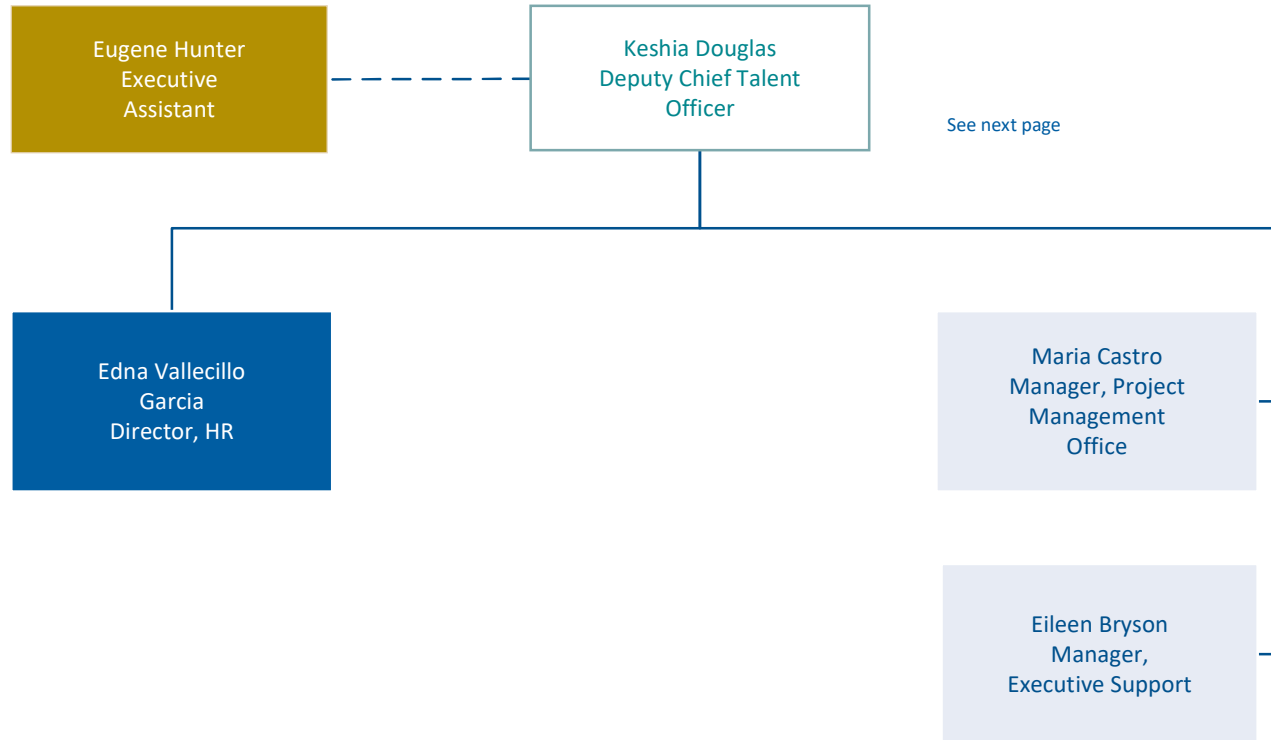 Eugene Hunter
Executive
Assistant
Keshia Douglas
Deputy Chief Talent
Officer
See next page
Edna Vallecillo
Garcia
Director, HR
Maria Castro
Manager, Project
Management
Office
Eileen Bryson
Manager,
Executive Support